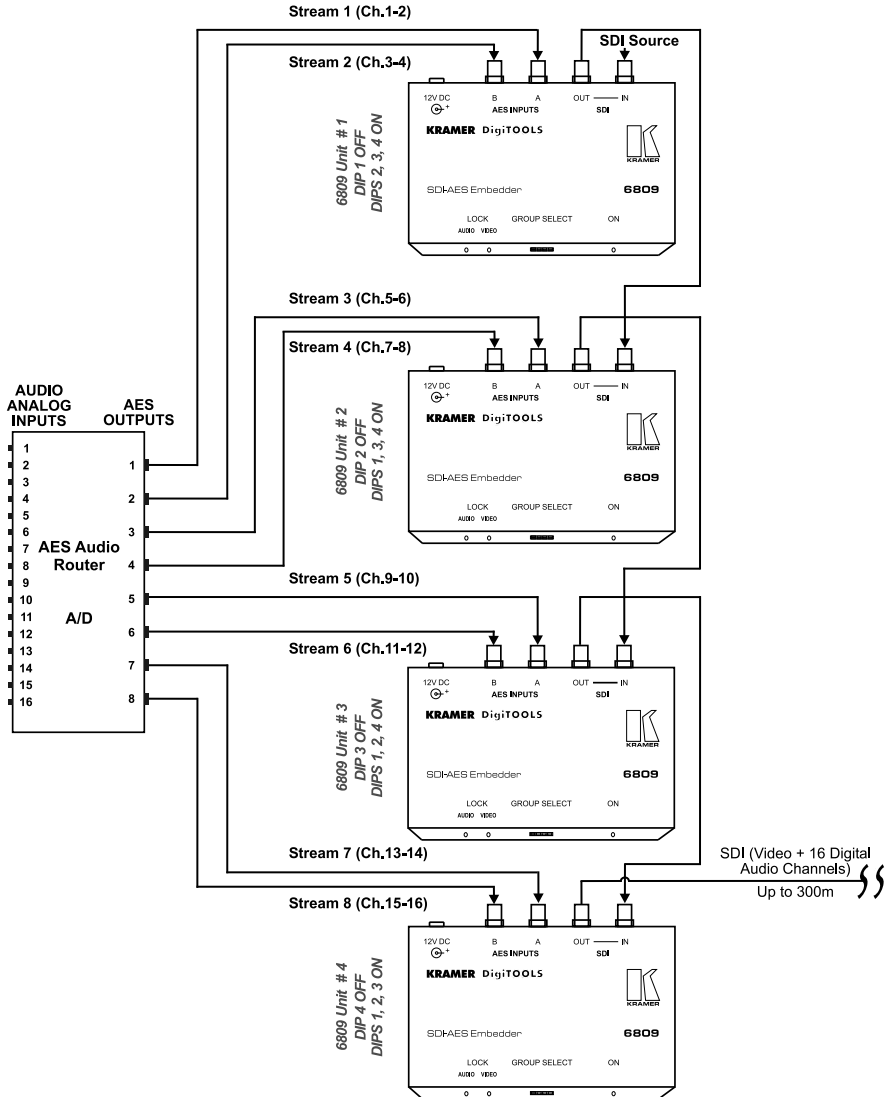 Stream 1 (Ch.1-2)
SDI Source
Stream 2 (Ch.3-4)
6809 Unit # 1
DIP 1 OFF
DIPS 2, 3, 4 ON
12V DC
+
B
A
AES INPUTS
OUT
IN
SDI
KRAMER DigiTOOLS
KRAMER
SDI-AES Embedder
6809
LOCK
GROUP SELECT
ON
AUDIO VIDEO
Stream 3 (Ch.5-6)
Stream 4 (Ch.7-8)
6809 Unit # 2
DIP 2 OFF
DIPS 1, 3, 4 ON
12V DC
+
B
A
AES INPUTS
OUT
IN
SDI
KRAMER DigiTOOLS
KRAMER
SDI-AES Embedder
6809
LOCK
GROUP SELECT
ON
AUDIO VIDEO
AUDIO
ANALOG
INPUTS
AES
OUTPUTS
1
2
3
4
5
6
7
8
9
10
11
12
13
14
15
16
AES Audio
Router
A/D
1
2
3
4
5
6
7
8
Stream 5 (Ch.9-10)
Stream 6 (Ch.11-12)
6809 Unit # 3
DIP 3 OFF
DIPS 1, 2, 4 ON
12V DC
+
B
A
AES INPUTS
OUT
IN
SDI
KRAMER DigiTOOLS
KRAMER
SDI-AES Embedder
6809
LOCK
GROUP SELECT
ON
AUDIO VIDEO
Stream 7 (Ch.13-14)
Stream 8 (Ch.15-16)
SDI (Video + 16 Digital
Audio Channels)
Up to 300m
6809 Unit # 4
DIP 4 OFF
DIPS 1, 2, 3 ON
12V DC
+
B
A
AES INPUTS
OUT
IN
SDI
KRAMER DigiTOOLS
KRAMER
SDI-AES Embedder
6809
LOCK
GROUP SELECT
ON
AUDIO VIDEO